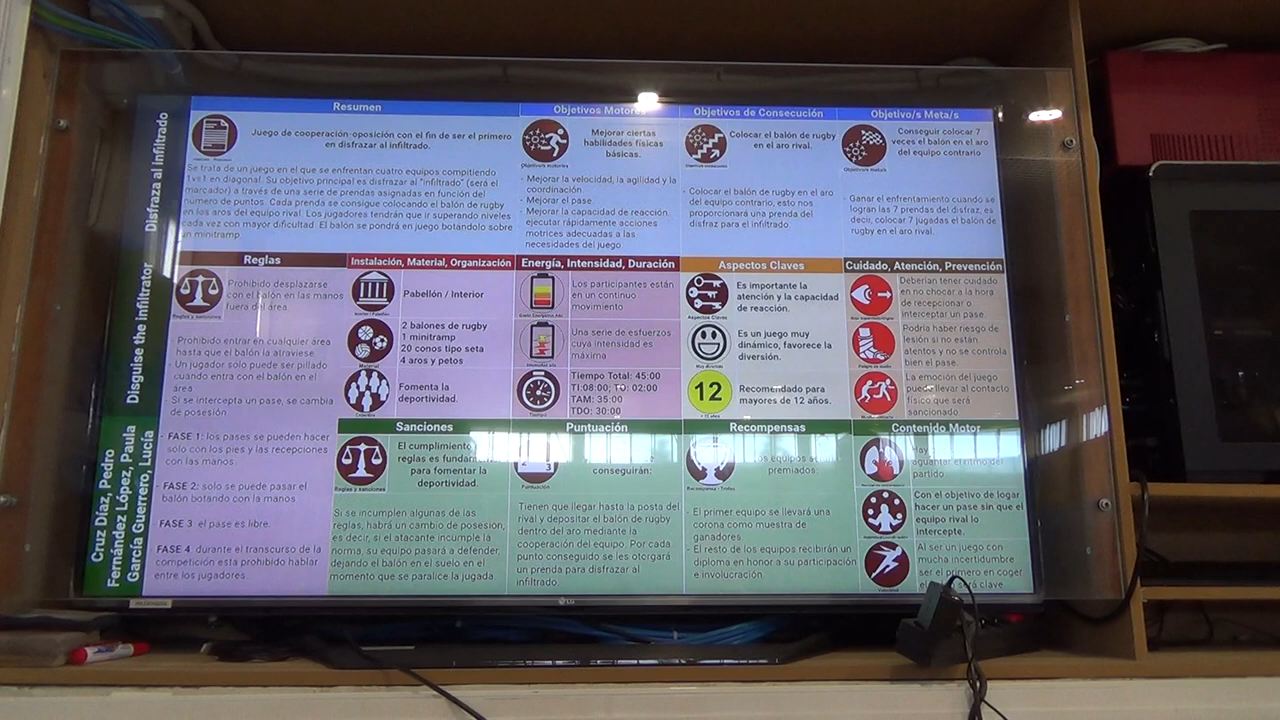 Disfraza al infiltrado
Disguise the infiltrator
Cruz Díaz, Pedro
Fernández López, Paula
García Guerrero, Lucía
Resumen
Juego de cooperación-oposición con el fin de ser el primero
en disfrazar al infiltrado.
Se trata de un juego en el que se enfrentan cuatro equipos compitiendo
1vs1 en diagonal. Su objetivo principal es disfrazar al "infiltrado" (será el
marcador) a través de una serie de prendas asignadas en función del
número de puntos. Cada prenda se consigue colocando el balón de rugby
en los aros del equipo rival. Los jugadores tendrán que ir superando niveles
cada vez con mayor dificultad. El balón se pondrá en juego botándolo sobre
un minitramp.
Objetivos Motores
Mejorar ciertas
habilidades físicas
básicas.
Objetivos motores
- Mejorar la velocidad, la agilidad y la
coordinación.
- Mejorar el pase.
- Mejorar la capacidad de reacción.
ejecutar rápidamente acciones
motrices adecuadas a las
necesidades del juego.
Objetivos de Consecución
Colocar el balón de rugby
en el aro rival.
- Colocar el balón de rugby en el aro
del equipo contrario, esto nos
proporcionará una prenda del
disfraz para el infiltrado.
Objetivo/s Meta/s
Conseguir colocar 7
veces el balón en el aro
del equipo contrario
Objetivo/s meta/s
- Ganar el enfrentamiento cuando se
logran las 7 prendas del disfraz, es
decir, colocar 7 jugadas el balón de
rugby en el aro rival.
Reglas
Prohibido desplazarse
con el balón en las manos
fuera del área.
Reglas y sanciones
- Prohibido entrar en cualquier área
hasta que el balón la atraviese.
- Un jugador solo puede ser pillado
cuando entra con el balón en el
área.
- Si se intercepta un pase, se cambia
de posesión
- FASE 1: los pases se pueden hacer
solo con los pies y las recepciones
con las manos.
- FASE 2: solo se puede pasar el
balón botando con la manos
- FASE 3 el pase es libre.
- FASE 4: durante el transcurso de la
competición esta prohibido hablar
entre los jugadores.
Instalación, Material, Organización
Pabellón / Interior
2 balones de rugby
1 minitramp
20 conos tipo seta
4 aros y petos
Material
Fomenta la
deportividad.
Energía, Intensidad, Duración
Los participantes están
en un continuo
movimiento
Una serie de esfuerzos
cuya intensidad es
máxima
Tiempo Total: 45:00
TI:08:00; TO: 02:00
TAM: 35:00
TDO: 30:00
Tiempo
Aspectos Claves
Es importante la
atención y la capacidad
de reacción.
Aspectos Claves
Es un juego muy
dinámico, favorece la
diversión.
Muy divertido
12
Recomendado para
mayores de 12 años.
Cuidado, Atención, Prevención
Deberían tener cuidado
en no chocar a la hora
de recepcionar o
interceptar un pase.
Podría haber riesgo de
lesión si no están
atentos y no se controla
bien el pase.
La emoción del juego
puede llevar al contacto
físico que será
sancionado
Sanciones
El cumplimiento
reglas es
para fomentar la
deportividad.
Reglas y sanciones
Si se incumplen algunas de las
reglas, habrá un cambio de posesión,
es decir, si el atacante incumple la
norma, su equipo pasará a defender,
dejando el balón en el suelo en el
momento que se paralice la jugada.
Puntuación
conseguirán:
Puntuación
Tienen que llegar hasta la posta del
rival y depositar el balón de rugby
dentro del aro mediante la
cooperación del equipo. Por cada
punto conseguido se les otorgará
un prenda para disfrazar al
infiltrado.
Recompensas
equipos
premiados:
- El primer equipo se llevará una
corona como muestra de
ganadores.
- El resto de los equipos recibirán un
diploma en honor a su participación
e involucración.
Contenido Motor
aguantar el ritmo del
partido
Con el objetivo de logar
hacer un pase sin que el
equipo rival lo
intercepte.
Al ser un juego con
mucha incertidumbre
ser el primero en coger
será clave.
LG